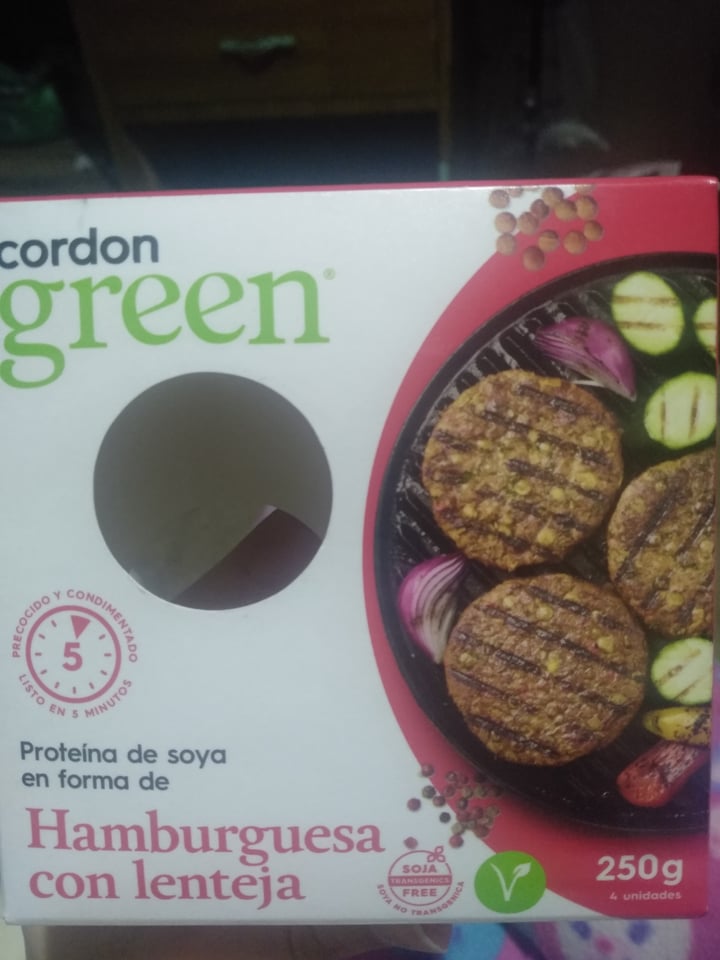 cordon
green®
PRECOCIDO Y CONDIMENTADO
5
LISTO EN 5 MINUTOS
Proteína de soya
en forma de
Hamburguesa
con lenteja
SOJA
TRANSGENICS
FREE
SOYA NO TRANSGENICA
V
250g
4 unidades